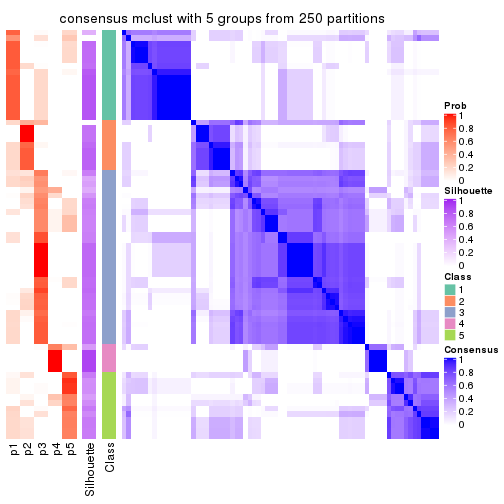 consensus mclust with 5 groups from 250 partitions
Prob
1
0.8
0.6
0.4
0.2
0
Silhouette
1
0.8
0.6
0.4
0.2
0
Class
1
2
3
4
5
Consensus
1
0.8
0.6
0.4
0.2
0
p1
p2
p3
p4
p5
Silhouette
Class